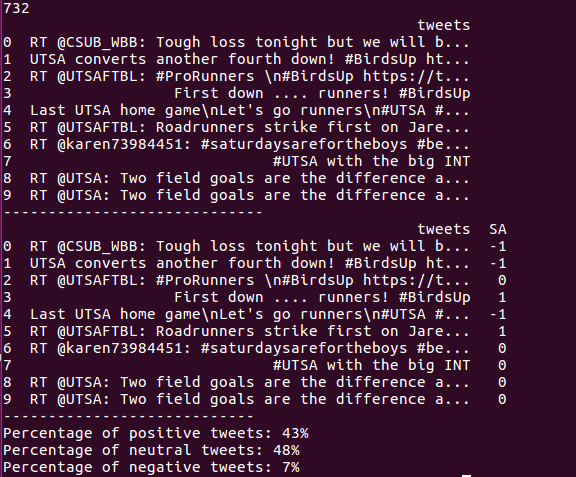 732
tweets
0 RT @CSUB_WBB: Tough loss tonight but we will b...
1 UTSA converts another fourth down! #BirdsUp ht...
2 RT @UTSAFTBL: #ProRunners \n#BirdsUp https://t...
3 First down .... runners! #BirdsUp
4 Last UTSA home game\nLet's go runners\n#UTSA #...
5 RT @UTSAFTBL: Roadrunners strike first on Jare...
6 RT @karen73984451: #saturdaysarefortheboys #be...
7 #UTSA with the big INT
8 RT @UTSA: Two field goals are the difference a...
9 RT @UTSA: Two field goals are the difference a...
-----------------------------
tweets SA
0 RT @CSUB_WBB: Tough loss tonight but we will b... -1
1 UTSA converts another fourth down! #BirdsUp ht... -1
2 RT @UTSAFTBL: #ProRunners \n#BirdsUp https://t... 0
3 First down .... runners! #BirdsUp 1
4 Last UTSA home game\nLet's go runners\n#UTSA #... -1
5 RT @UTSAFTBL: Roadrunners strike first on Jare... 1
6 RT @karen73984451: #saturdaysarefortheboys #be... 0
7 #UTSA with the big INT 0
8 RT @UTSA: Two field goals are the difference a... 0
9 RT @UTSA: Two field goals are the difference a... 0
----------------------------
Percentage of positive tweets: 43%
Percentage of neutral tweets: 48%
Percentage of negative tweets: 7%